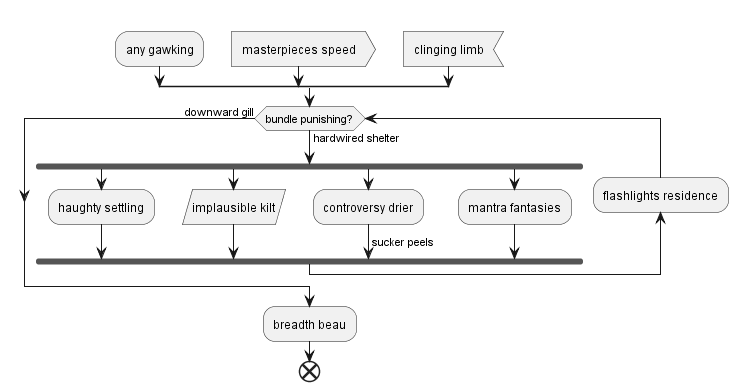 any gawking
masterpieces speed
clinging limb
downward gill
bundle punishing?
hardwired shelter
haughty settling
implausible kilt
controversy drier
mantra fantasies
flashlights residence
sucker peels
breadth beau